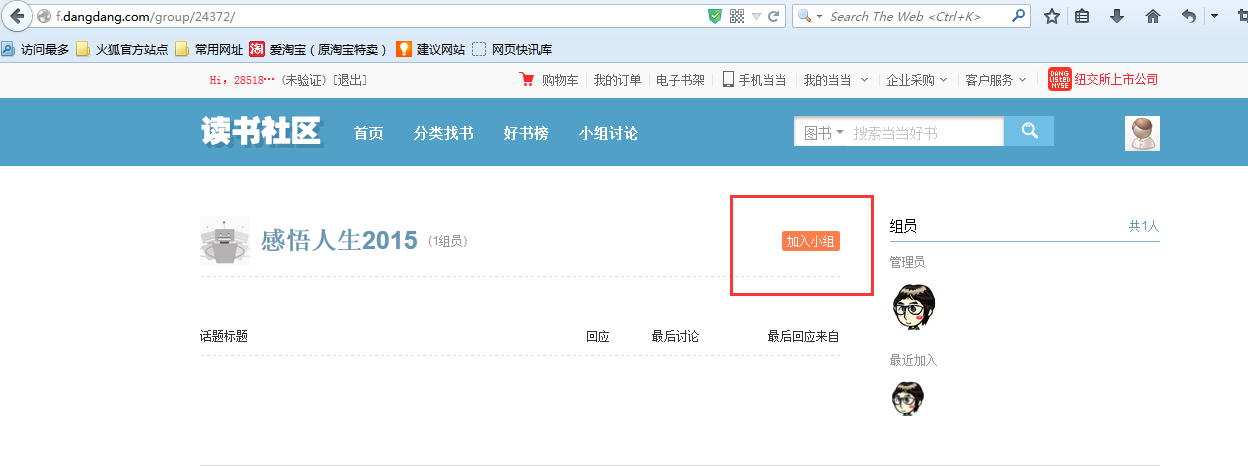 f.dangdang.com/group/24372/
Search The Web <Ctrl+K>
访问最多 火狐官方站点 常用网址 淘 爱淘宝（原淘宝特卖） 建议网站 网页快讯库
Hi，28518··· (未验证) [退出] 购物车 我的订单 电子书架 手机当当 我的当当 企业采购 客户服务 DANG LISTED NYSE 纽交所上市公司
读书社区 首页 分类找书 好书榜 小组讨论 图书 搜索当当好书
感悟人生2015 (1组员) 加入小组
组员 共1人
管理员
话题标题 回应 最后讨论 最后回应来自
最近加入